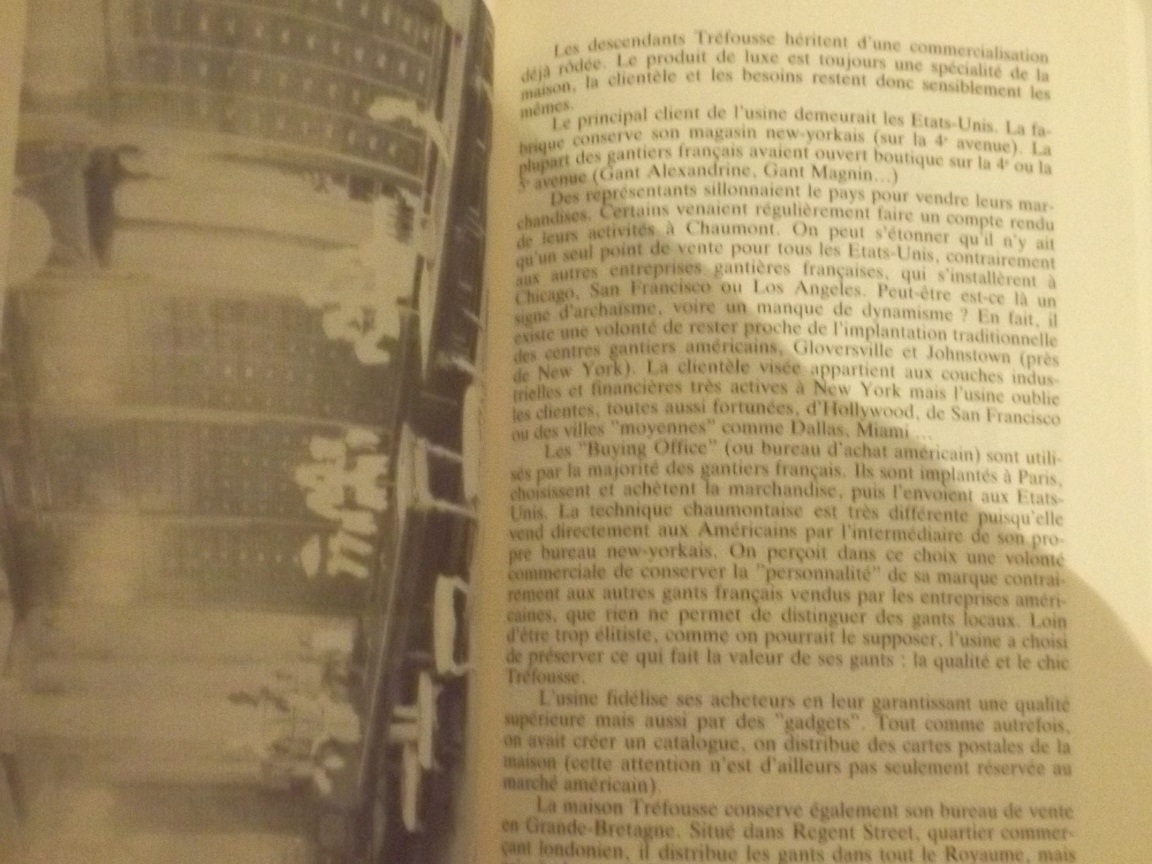 Les descendants Tréfousse héritent d'une commercialisation
déjà rôdée. Le produit de luxe est toujours une spécialité de la
maison, la clientèle et les besoins restent donc sensiblement les
mêmes.
Le principal client de l'usine demeurait les Etats-Unis. La fa-
brique conserve son magasin new-yorkais (sur la 4e avenue). La
plupart des gantiers français avaient ouvert boutique sur la 4e ou la
5e avenue (Gant Alexandrine, Gant Magnin...)
Des représentants sillonnaient le pays pour vendre leurs mar-
chandises. Certains venaient régulièrement faire un compte rendu
de leurs activités à Chaumont. On peut s'étonner qu'il n'y ait
qu'un seul point de vente pour tous les Etats-Unis, contrairement
aux autres entreprises gantières françaises, qui s'installèrent à
Chicago, San Francisco ou Los Angeles. Peut-être est-ce là un
signe d'archaïsme, voire un manque de dynamisme ? En fait, il
existe une volonté de rester proche de l'implantation traditionnelle
des centres gantiers américains, Gloversville et Johnstown (près
de New York). La clientèle visée appartient aux couches indus-
trielles et financières très actives à New York mais l'usine oublie
les clientes, toutes aussi fortunées, d'Hollywood, de San Francisco
ou des villes "moyennes" comme Dallas, Miami ...
Les "Buying Office" (ou bureau d'achat américain) sont utili-
sés par la majorité des gantiers français. Ils sont implantés à Paris,
choisissent et achètent la marchandise, puis l'envoient aux Etats-
Unis. La technique chaumontaise est très différente puisqu'elle
vend directement aux Américains par l'intermédiaire de son pro-
pre bureau new-yorkais. On perçoit dans ce choix une volonté
commerciale de conserver la "personnalité" de sa marque contrai-
rement aux autres gants français vendus par les entreprises améri-
caines, que rien ne permet de distinguer des gants locaux. Loin
d'être trop élitiste, comme on pourrait le supposer, l'usine a choisi
de préserver ce qui fait la valeur de ses gants : la qualité et le chic
Tréfousse.
L'usine fidélise ses acheteurs en leur garantissant une qualité
supérieure mais aussi par des "gadgets". Tout comme autrefois,
on avait créer un catalogue, on distribue des cartes postales de la
maison (cette attention n'est d'ailleurs pas seulement réservée au
marché américain).
La maison Tréfousse conserve également son bureau de vente
en Grande-Bretagne. Situé dans Regent Street, quartier commer-
çant londonien, il distribue les gants dans tout le Royaume, mais